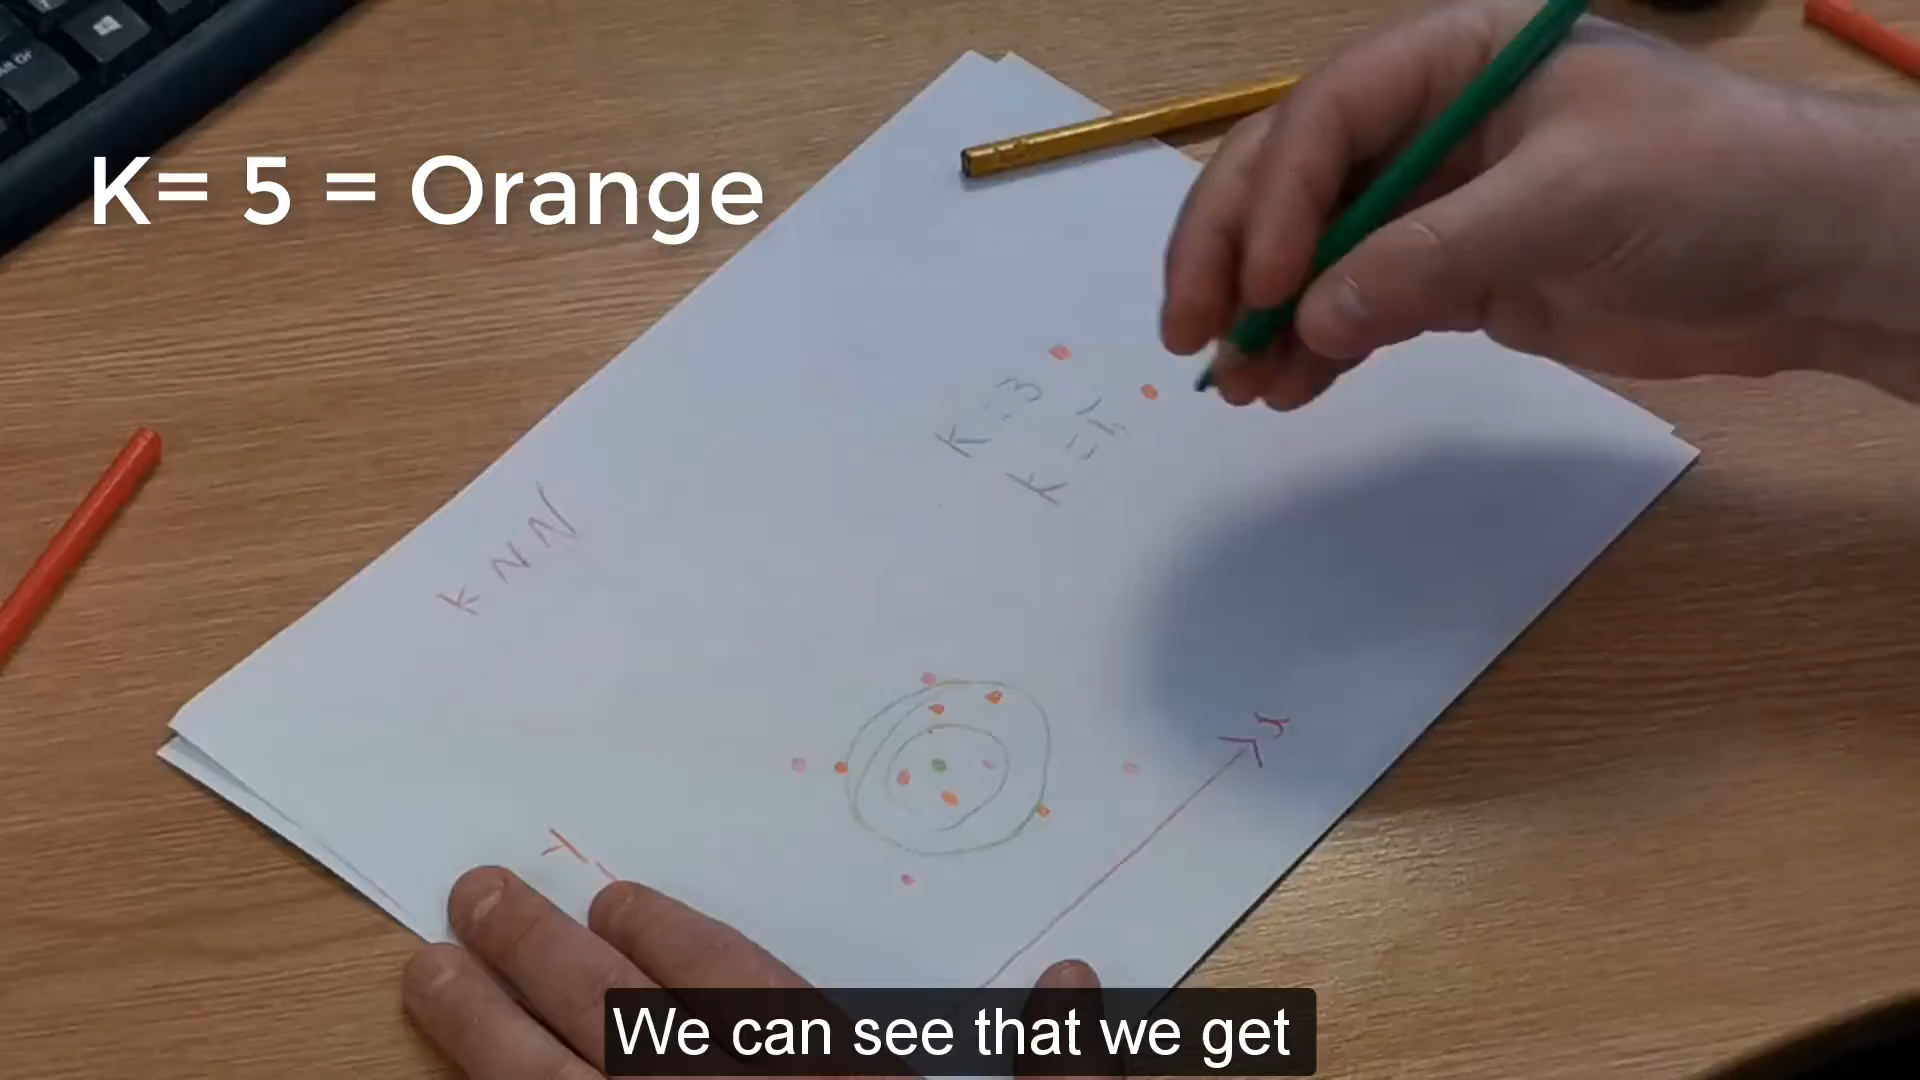 K= 5 = Orange
K=3
K=5
KNN
Y
x
We can see that we get